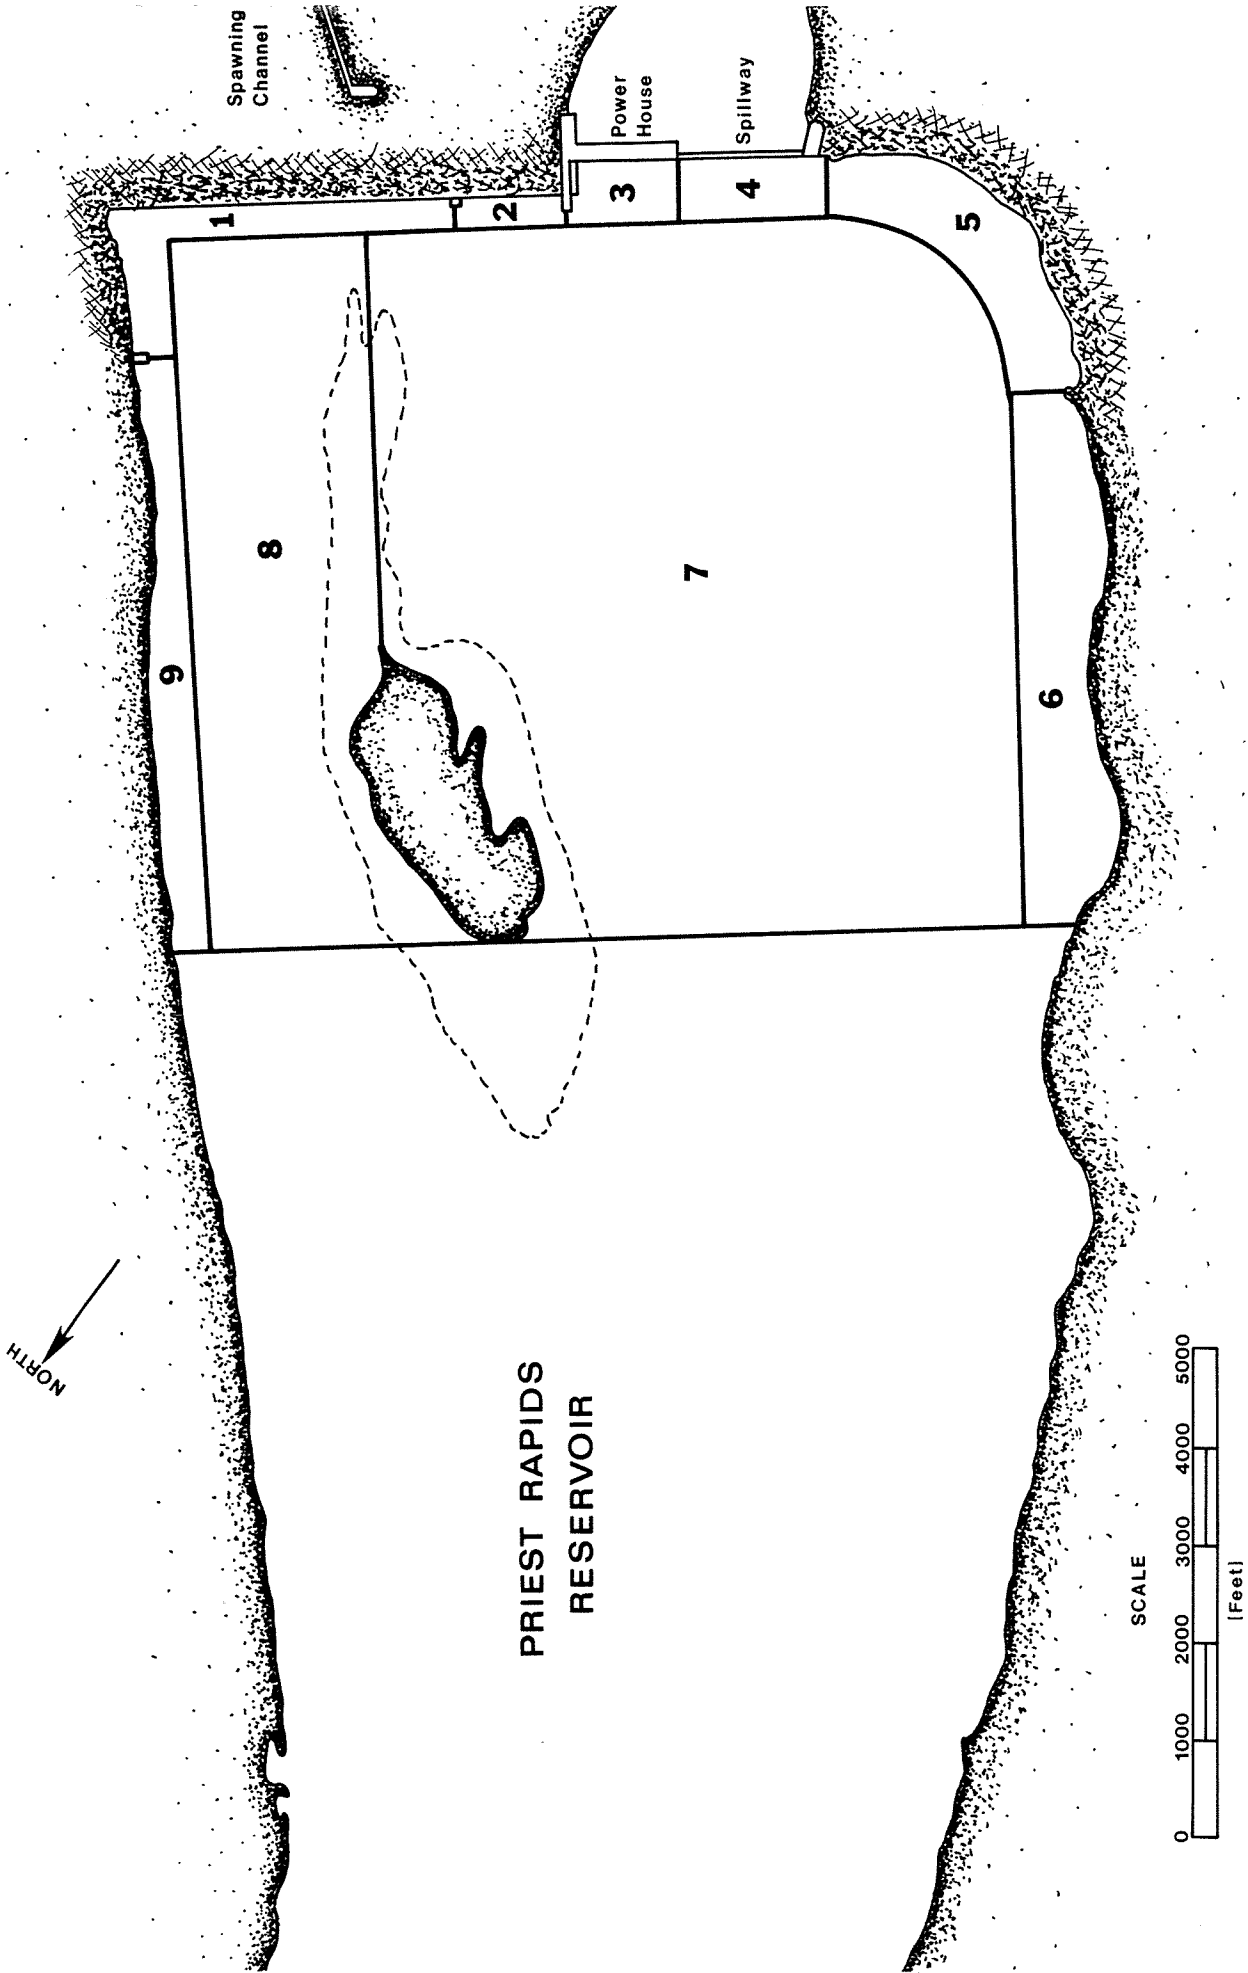 Spawning
Channel
Power
House
Spillway
1
2
3
4
5
6
7
8
9
NORTH
PRIEST RAPIDS
RESERVOIR
SCALE
0 1000 2000 3000 4000 5000
[Feet]